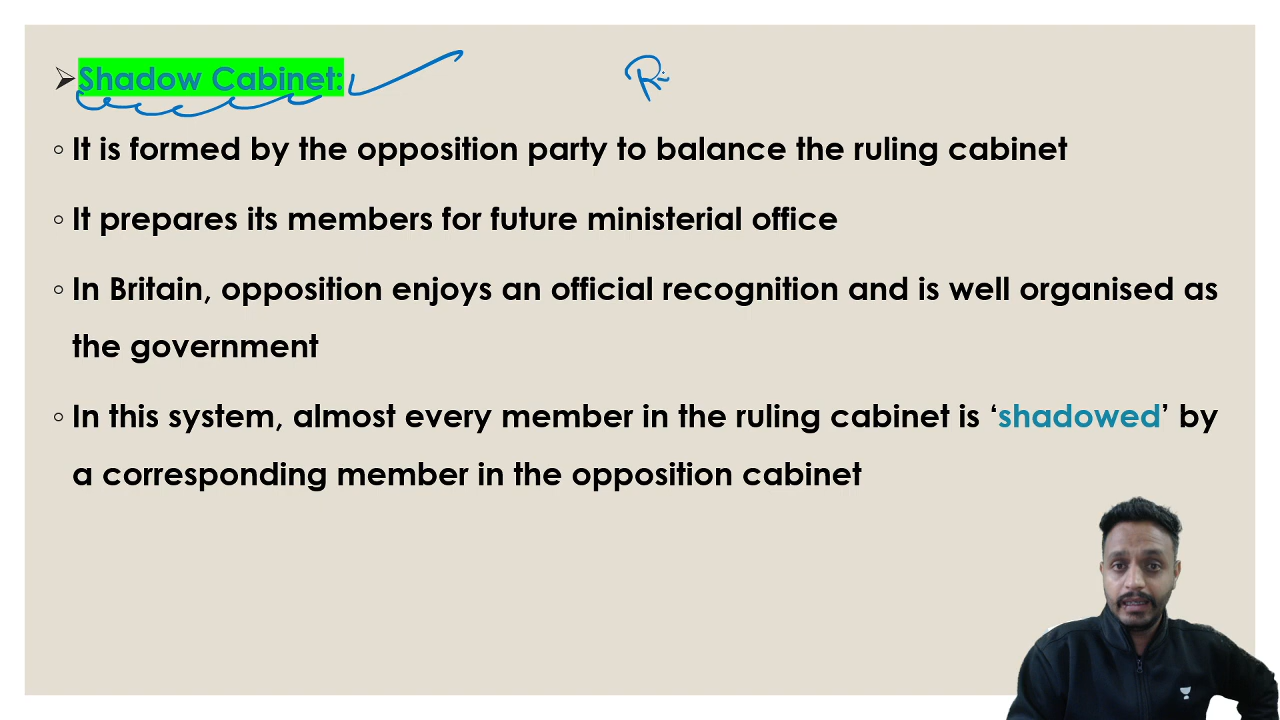 Shadow Cabinet:
R
It is formed by the opposition party to balance the ruling cabinet
It prepares its members for future ministerial office
In Britain, opposition enjoys an official recognition and is well organised as
the government
In this system, almost every member in the ruling cabinet is ‘shadowed’ by
a corresponding member in the opposition cabinet